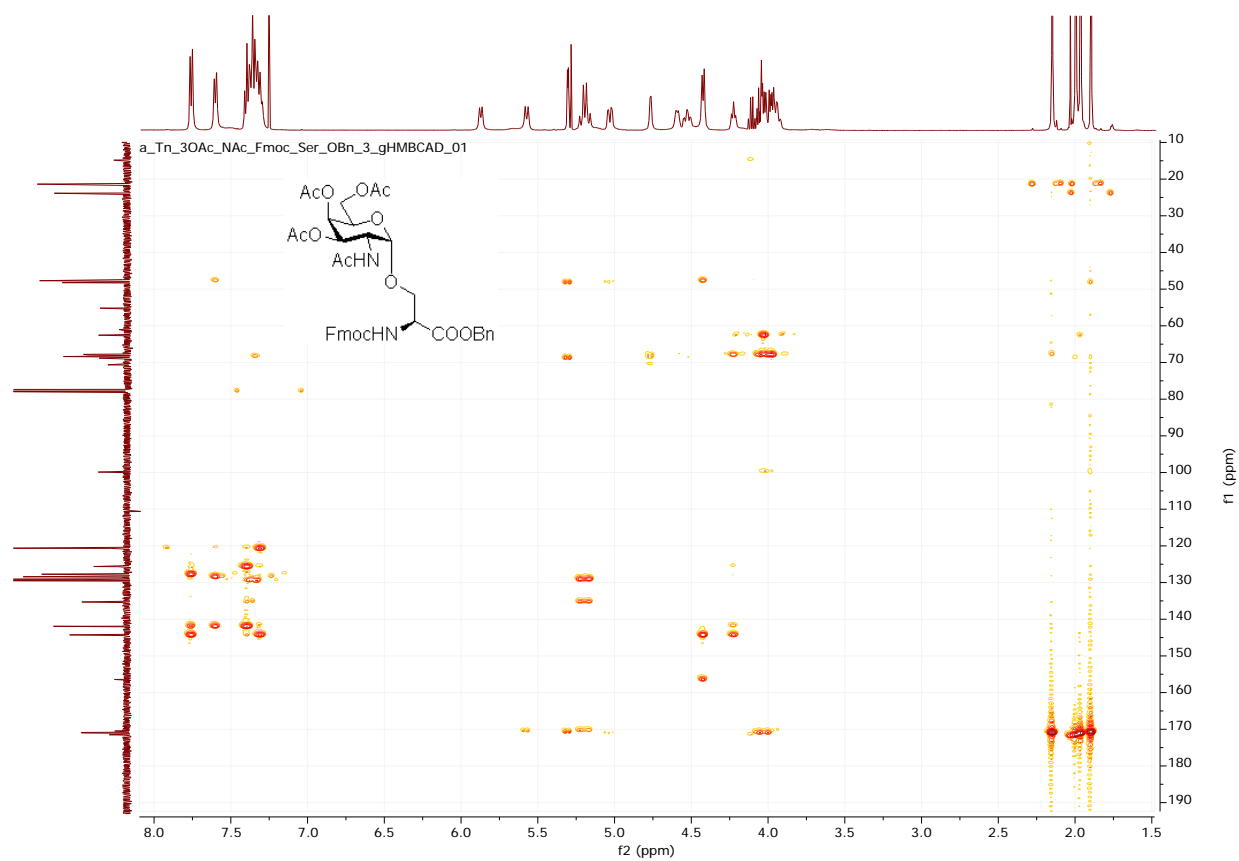 a_Tn_3OAc_NAc_Fmoc_Ser_OBn_3_gHMBCAD_01
AcO
OAc
O
AcO
AcHN
O
FmocHN
COOBn
10
20
30
40
50
60
70
80
90
100
110
120
130
140
150
160
170
180
190
f1 (ppm)
8.0 7.5 7.0 6.5 6.0 5.5 5.0 4.5 4.0 3.5 3.0 2.5 2.0 1.5
f2 (ppm)